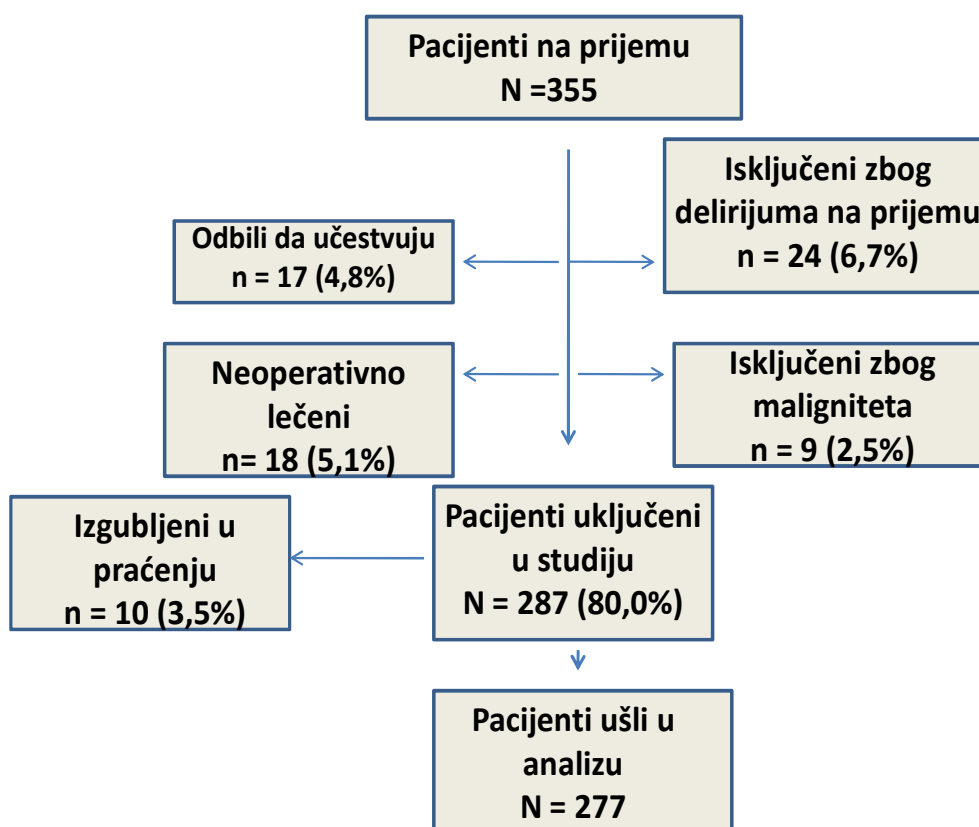 Pacijenti na prijemu
N =355
Isključeni zbog
delirijuma na prijemu
n = 24 (6,7%)
Odbili da učestvuju
n = 17 (4,8%)
Neoperativno
lečeni
n= 18 (5,1%)
Isključeni zbog
maligniteta
n = 9 (2,5%)
Pacijenti uključeni
u studiju
N = 287 (80,0%)
Izgubljeni u
praćenju
n = 10 (3,5%)
Pacijenti ušli u
analizu
N = 277